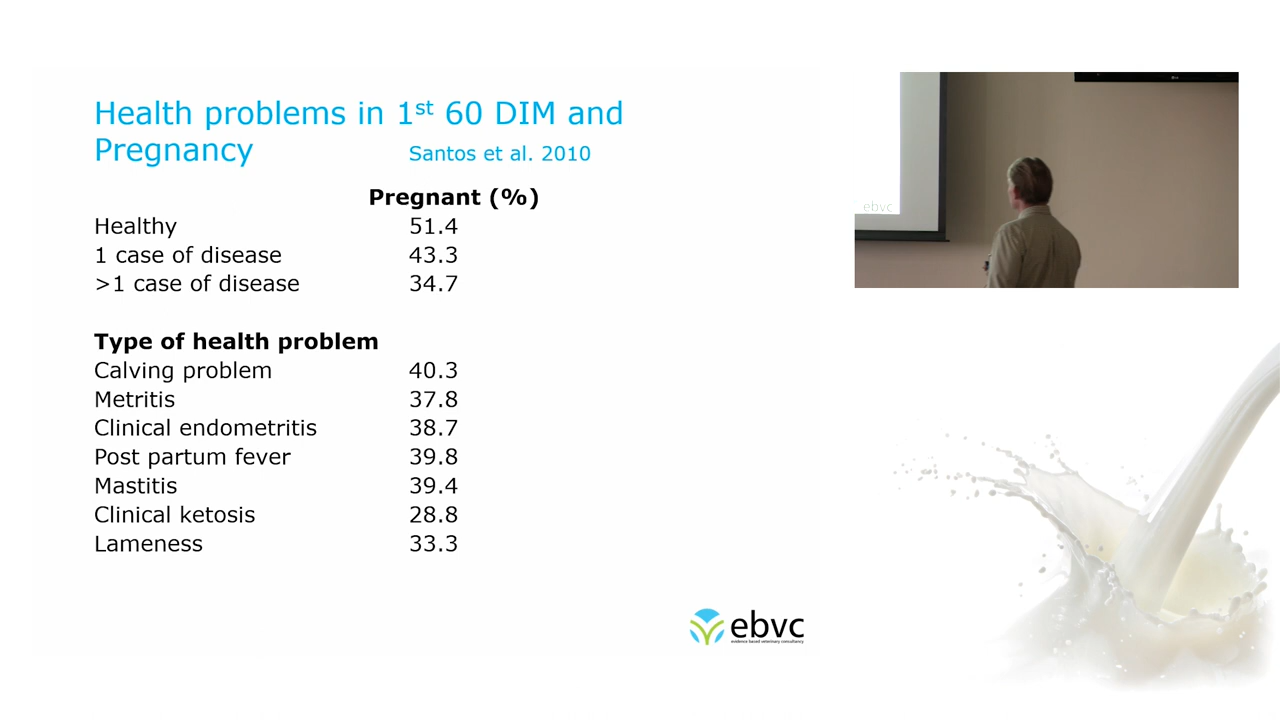 Health problems in 1st 60 DIM and
Pregnancy Santos et al. 2010
Pregnant (%)
Healthy 51.4
1 case of disease 43.3
>1 case of disease 34.7
Type of health problem
Calving problem 40.3
Metritis 37.8
Clinical endometritis 38.7
Post partum fever 39.8
Mastitis 39.4
Clinical ketosis 28.8
Lameness 33.3
ebvc
evidence based veterinary consultancy
ebvc